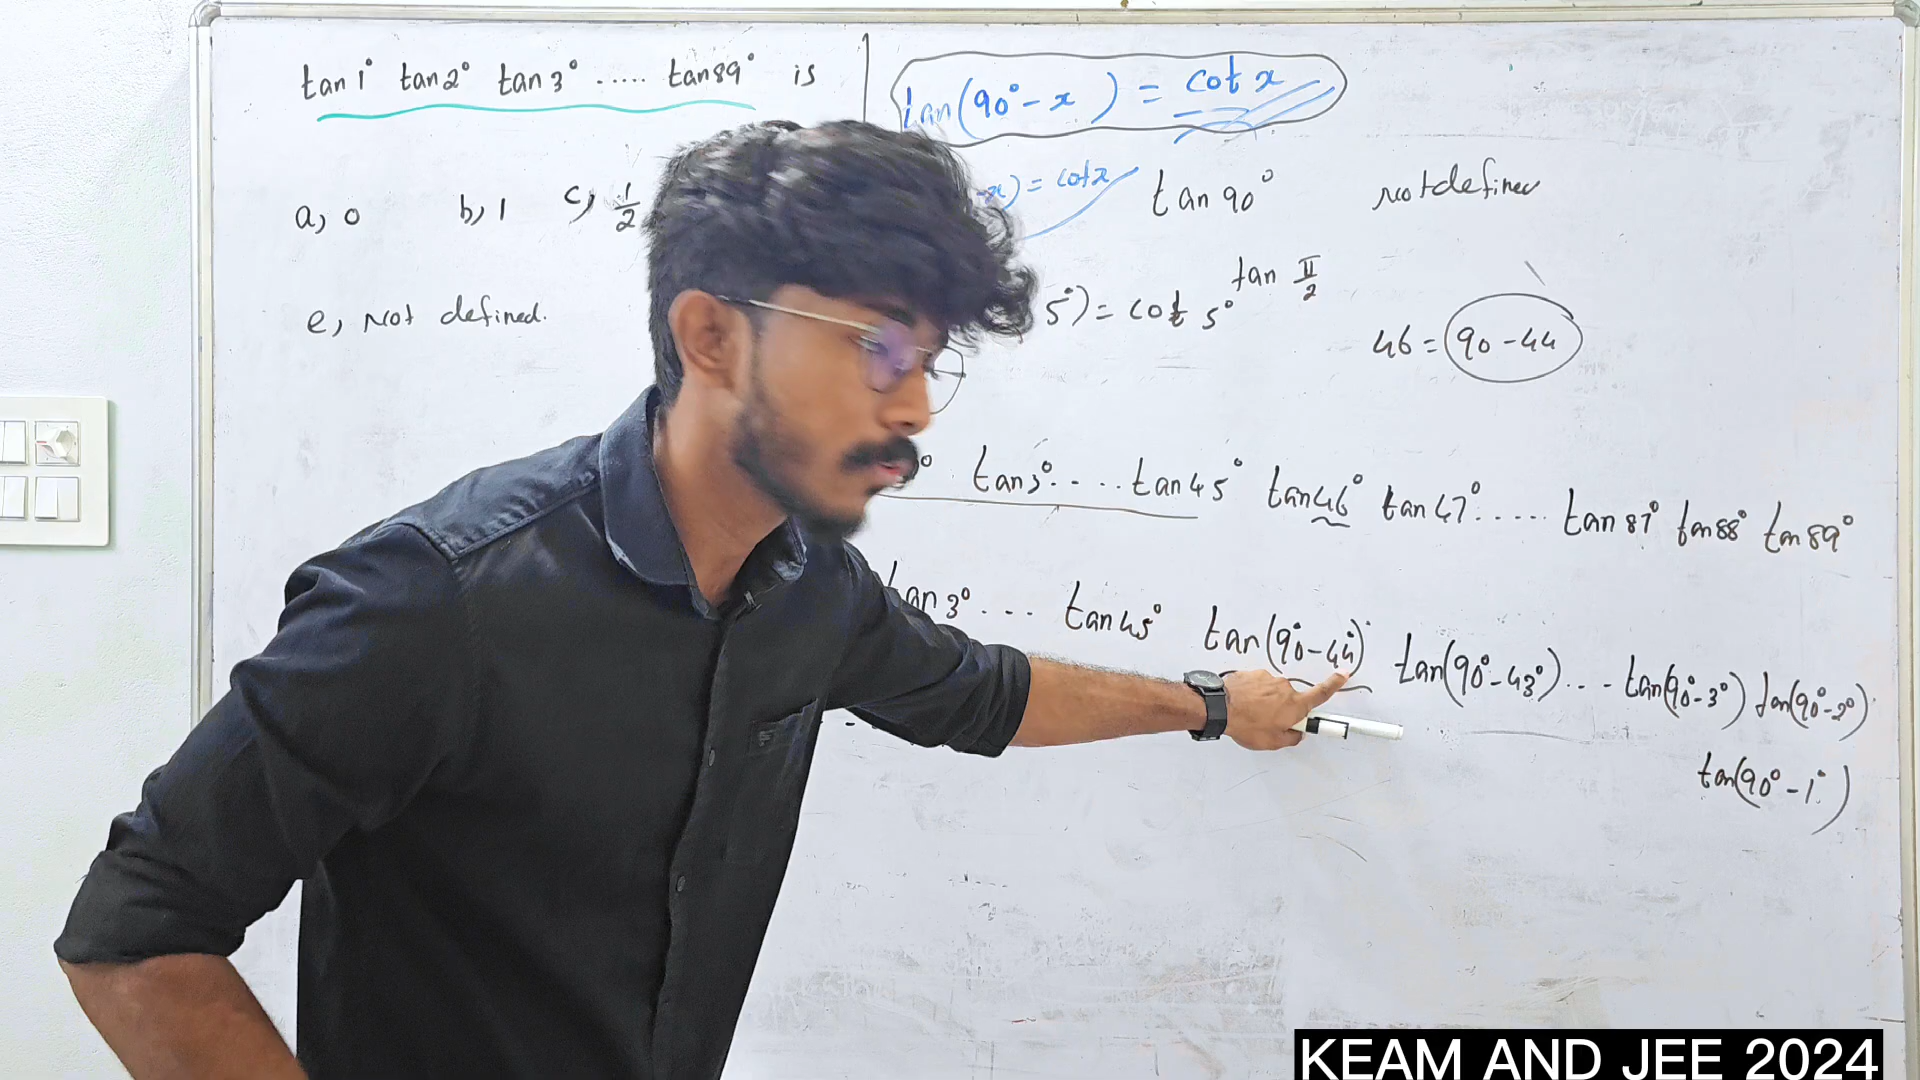 tan 1° tan 2° tan 3° ..... tan 89° is
a, 0 b, 1 c, 1/2
e, Not defined.
tan(90° - x) = cot x
x) = cot x
tan 90° not defined
tan π/2
5°) = cot 5°
46 = 90 - 44
° tan 3° ..... tan 45° tan 46° tan 47° ..... tan 87° tan 88° tan 89°
tan 3° ... tan 45° tan(90° - 44°) tan(90° - 43°) ... tan(90° - 3°) tan(90° - 2°)
tan(90° - 1°)
KEAM AND JEE 2024